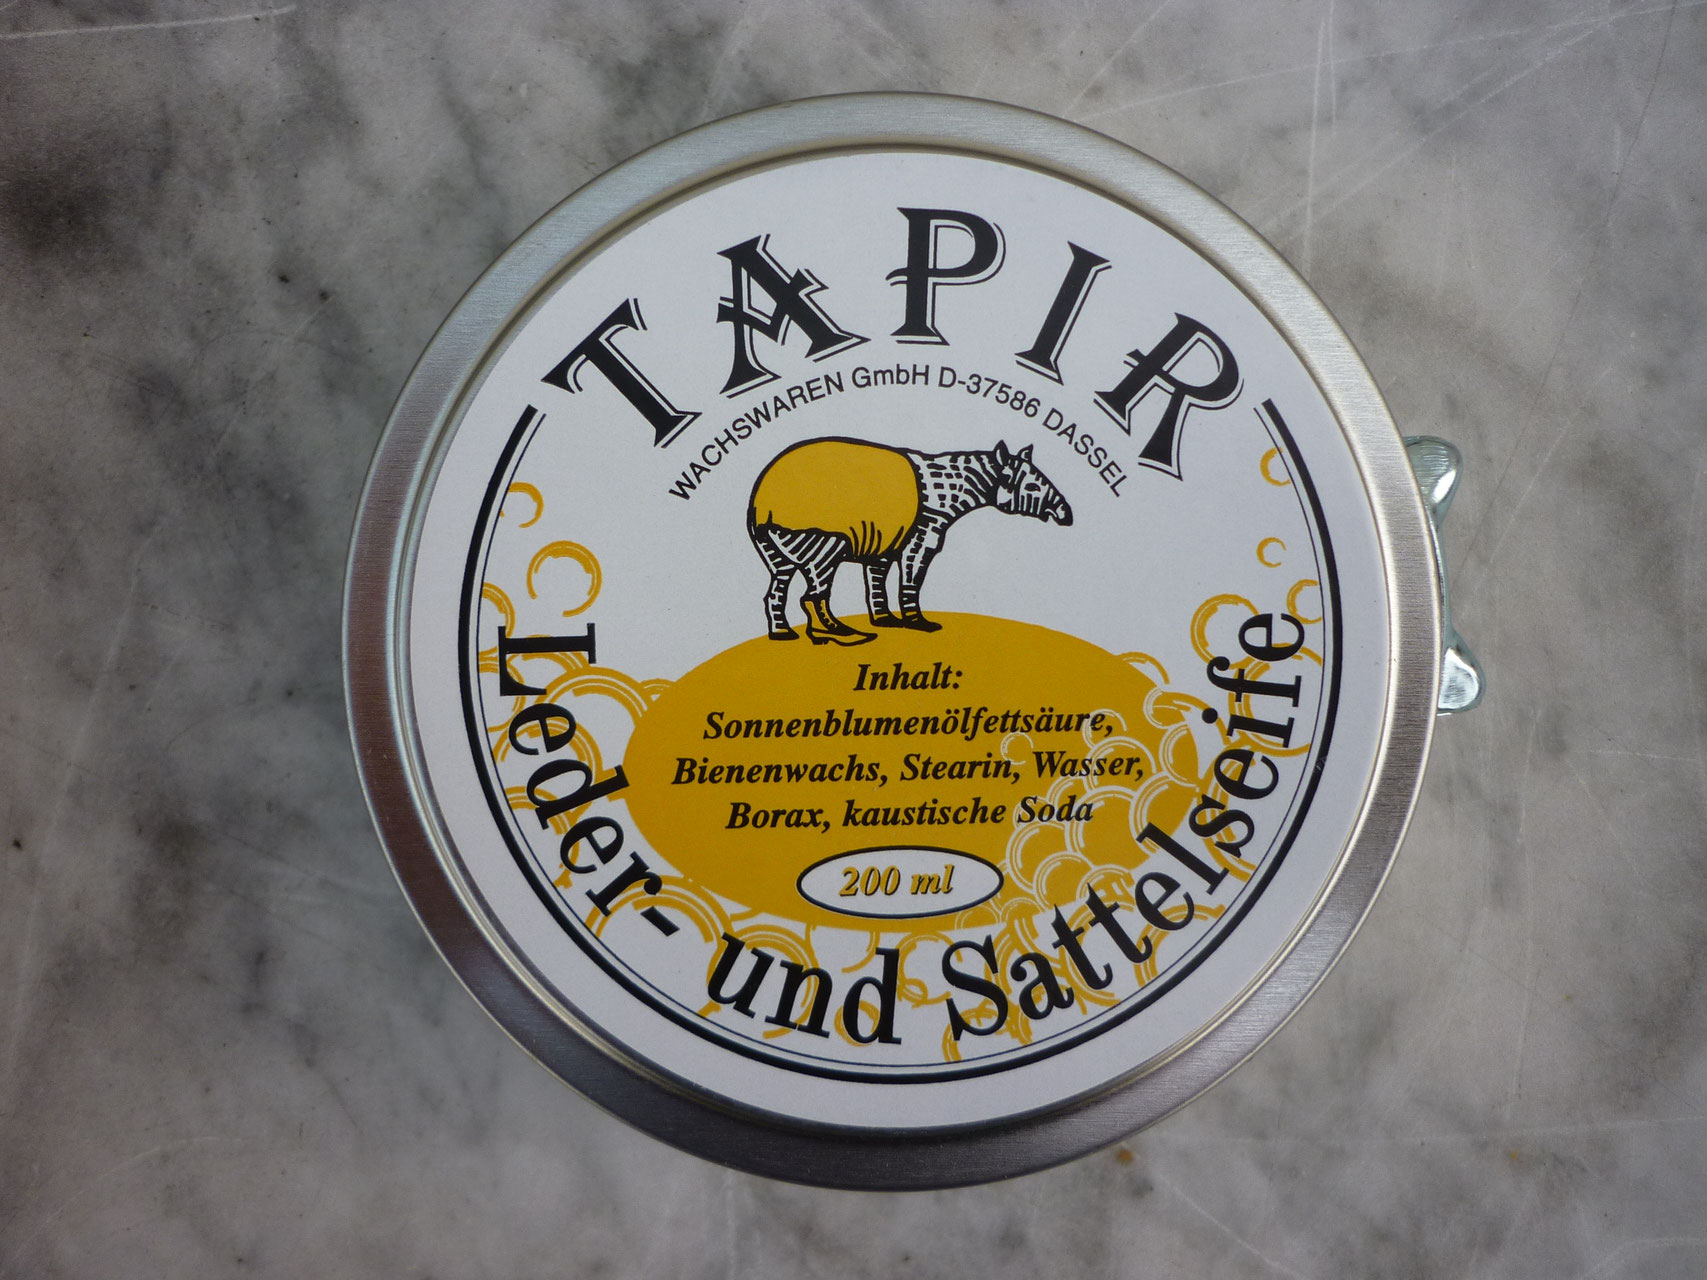 TAPIR
WACHSWAREN GmbH D-37586 DASSEL
Inhalt:
Sonnenblumenölfettsäure,
Bienenwachs, Stearin, Wasser,
Borax, kaustische Soda
200 ml
Leder- und Sattelseife